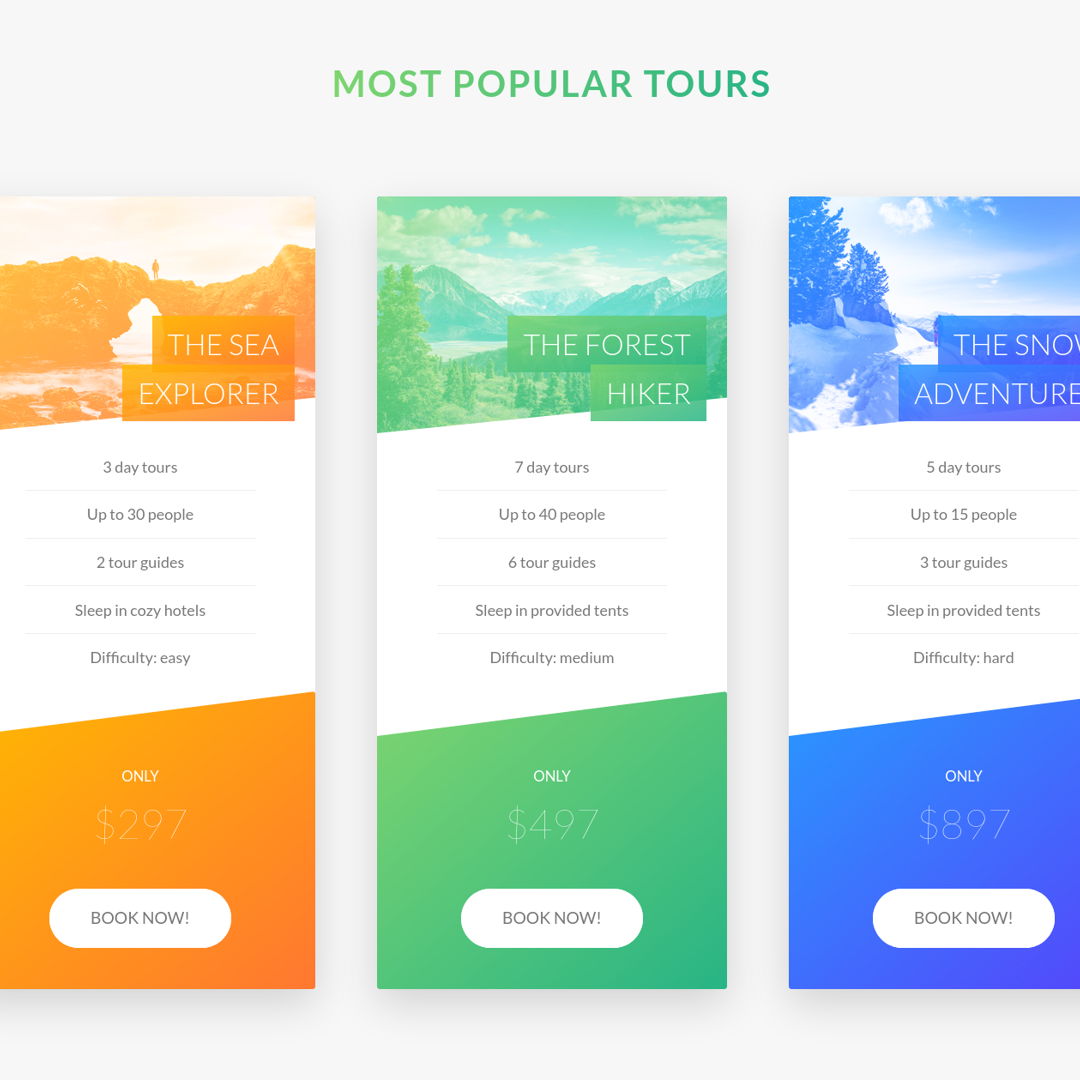 MOST POPULAR TOURS
THE SEA
EXPLORER
3 day tours
Up to 30 people
2 tour guides
Sleep in cozy hotels
Difficulty: easy
ONLY
$297
BOOK NOW!
THE FOREST
HIKER
7 day tours
Up to 40 people
6 tour guides
Sleep in provided tents
Difficulty: medium
ONLY
$497
BOOK NOW!
THE SNOW
ADVENTURE
5 day tours
Up to 15 people
3 tour guides
Sleep in provided tents
Difficulty: hard
ONLY
$897
BOOK NOW!